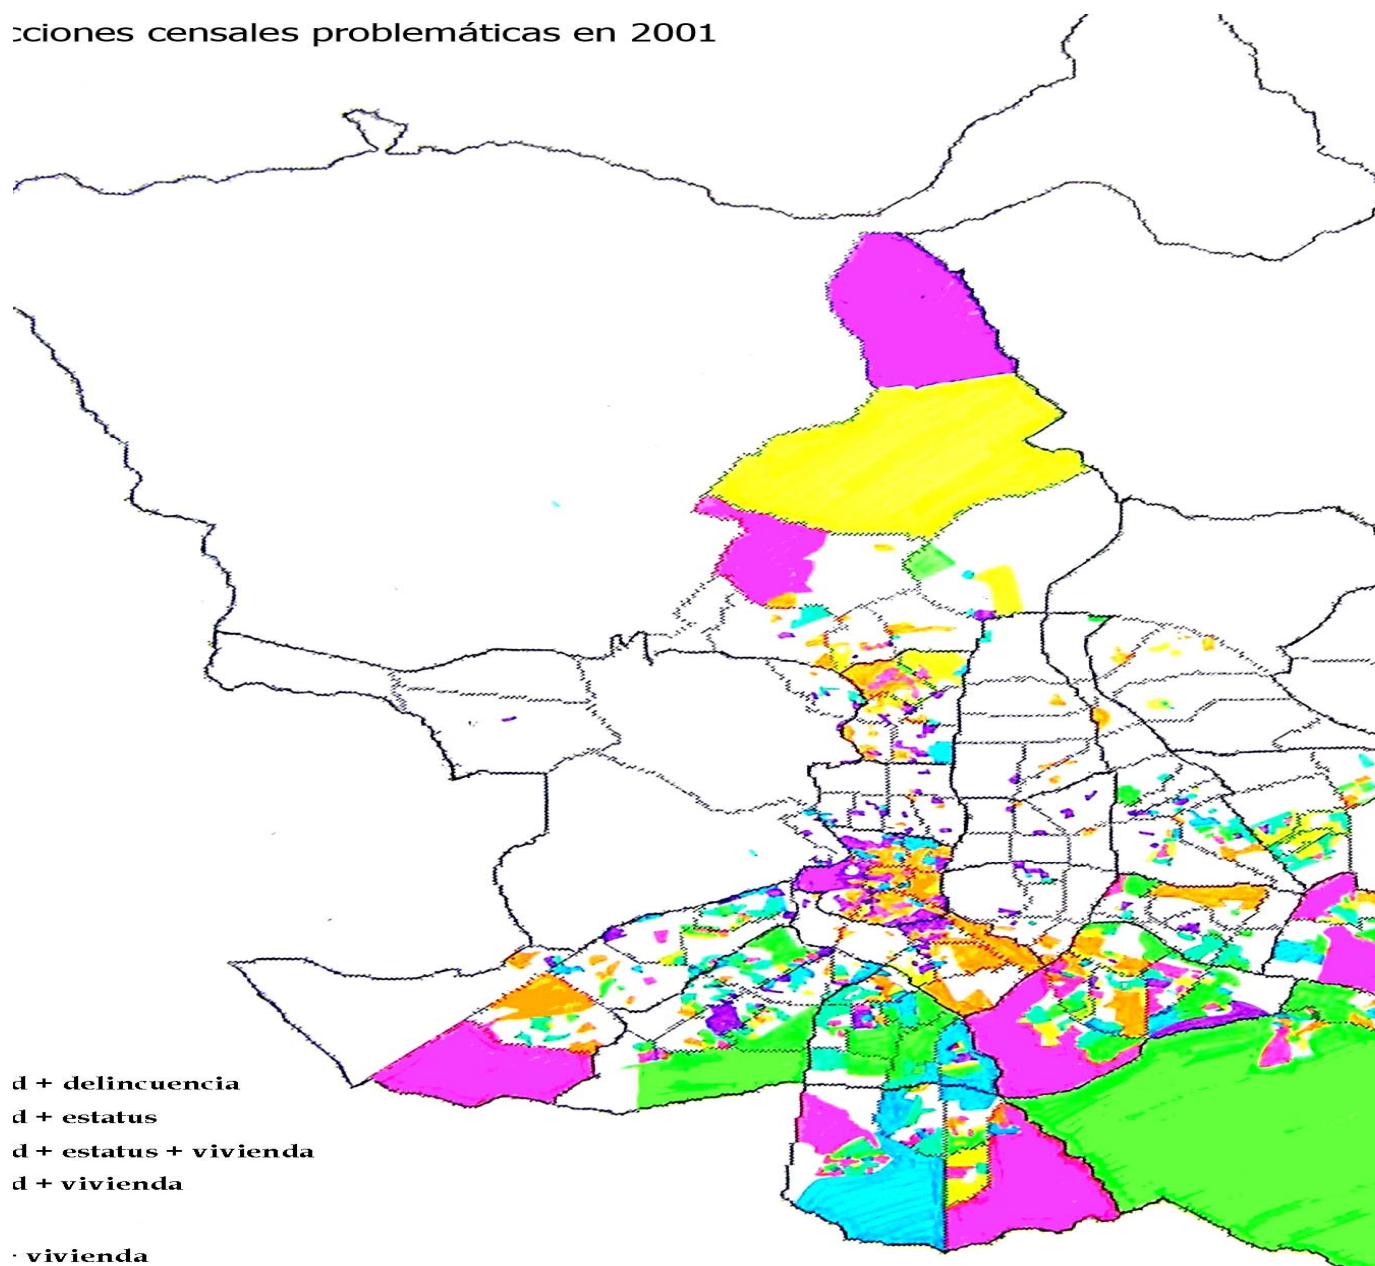 cciones censales problemáticas en 2001
d + delincuencia
d + estatus
d + estatus + vivienda
d + vivienda
vivienda